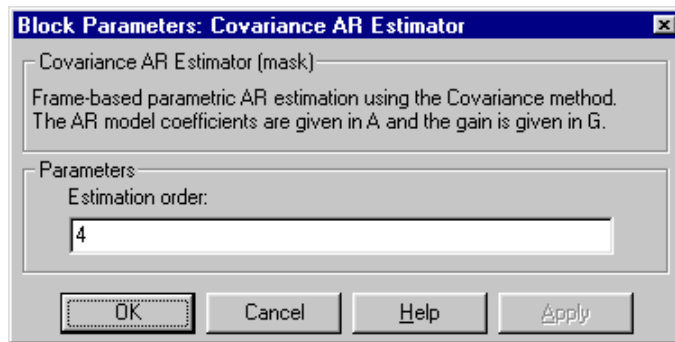 Block Parameters: Covariance AR Estimator
Covariance AR Estimator (mask)
Frame-based parametric AR estimation using the Covariance method.
The AR model coefficients are given in A and the gain is given in G.
Parameters
Estimation order:
4
OK Cancel Help Apply